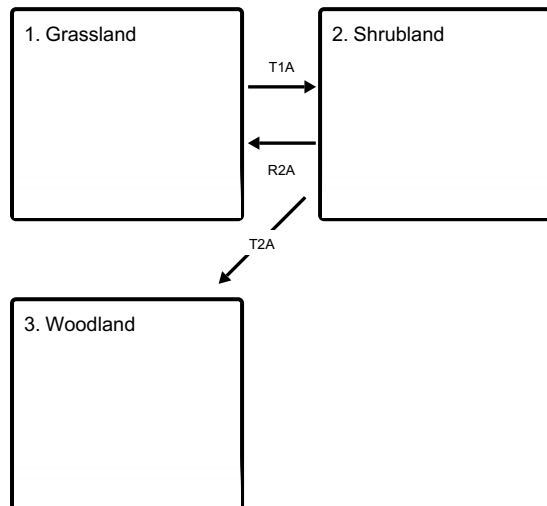 1. Grassland
2. Shrubland
T1A
R2A
T2A
3. Woodland